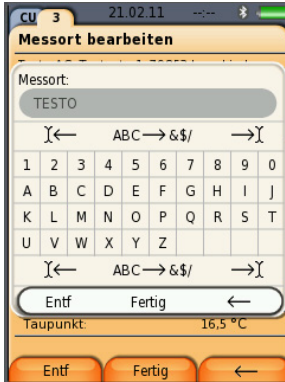 CU 3 21.02.11 --:--
Messort bearbeiten
Messort:
TESTO
ABC → &$/
1 2 3 4 5 6 7 8 9 0
A B C D E F G H I J
K L M N O P Q R S T
U V W X Y Z
ABC → &$/
Entf Fertig ←
Taupunkt: 16,5 °C
Entf Fertig ←